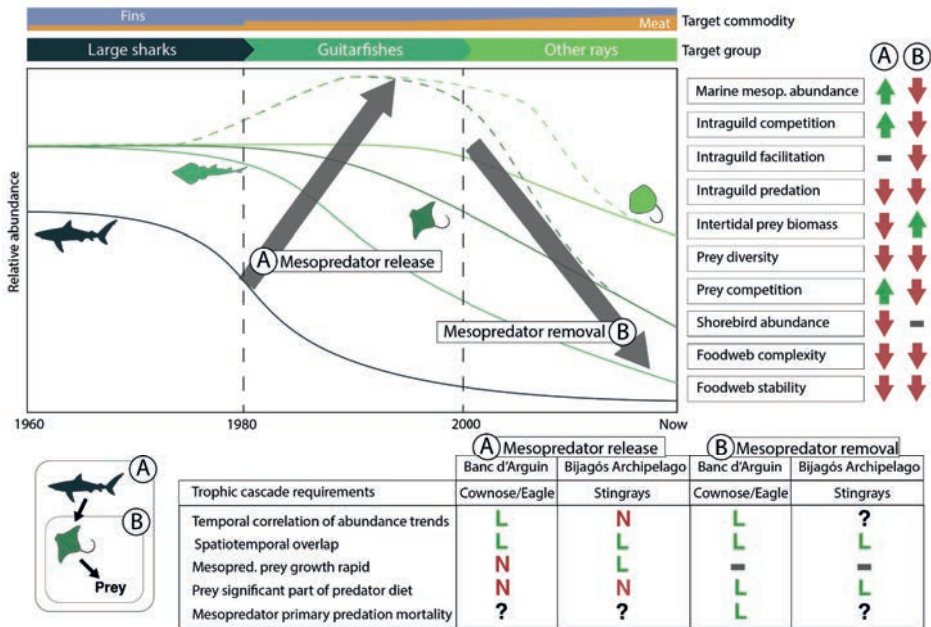 Fins
Meat
Target commodity
Large sharks
Guitarfishes
Other rays
Target group
A
B
Relative abundance
A Mesopredator release
Mesopredator removal B
1960
1980
2000
Now
Marine mesop. abundance
Intraguild competition
Intraguild facilitation
Intraguild predation
Intertidal prey biomass
Prey diversity
Prey competition
Shorebird abundance
Foodweb complexity
Foodweb stability
A
B
Prey
A Mesopredator release B Mesopredator removal
Banc d'Arguin Bijagós Archipelago Banc d'Arguin Bijagós Archipelago
Trophic cascade requirements Cownose/Eagle Stingrays Cownose/Eagle Stingrays
Temporal correlation of abundance trends L N L ?
Spatiotemporal overlap L L L L
Mesopred. prey growth rapid N L - -
Prey significant part of predator diet N N L L
Mesopredator primary predation mortality ? ? L ?